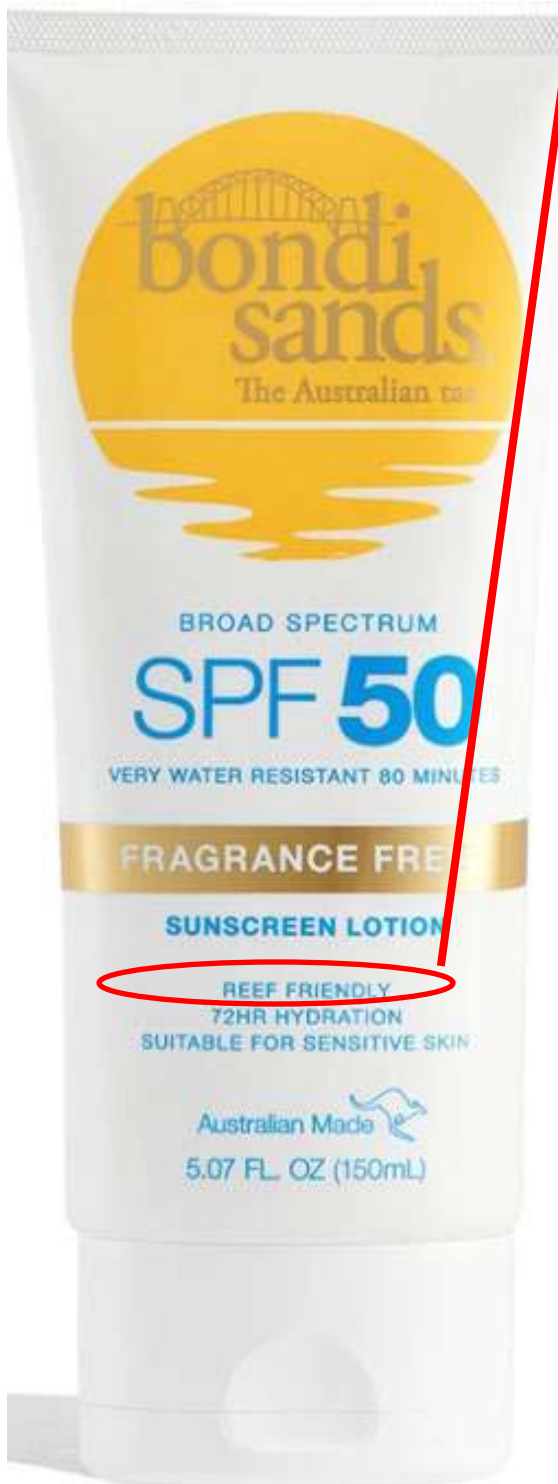 bondi
sands
The Australian tan
BROAD SPECTRUM
SPF 50
VERY WATER RESISTANT 80 MINUTES
FRAGRANCE FREE
SUNSCREEN LOTION
REEF FRIENDLY
72HR HYDRATION
SUITABLE FOR SENSITIVE SKIN
Australian Made
5.07 FL. OZ (150mL)